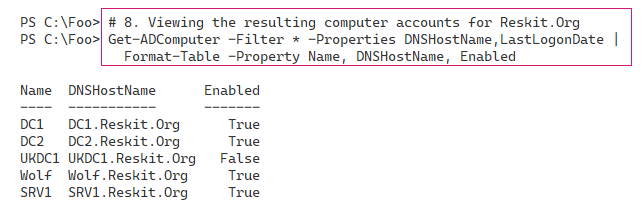 PS C:\Foo> # 8. Viewing the resulting computer accounts for Reskit.Org
PS C:\Foo> Get-ADComputer -Filter * -Properties DNSHostName,LastLogonDate |
Format-Table -Property Name, DNSHostName, Enabled
Name DNSHostName Enabled
---- ----------- -------
DC1 DC1.Reskit.Org True
DC2 DC2.Reskit.Org True
UKDC1 UKDC1.Reskit.Org False
Wolf Wolf.Reskit.Org True
SRV1 SRV1.Reskit.Org True